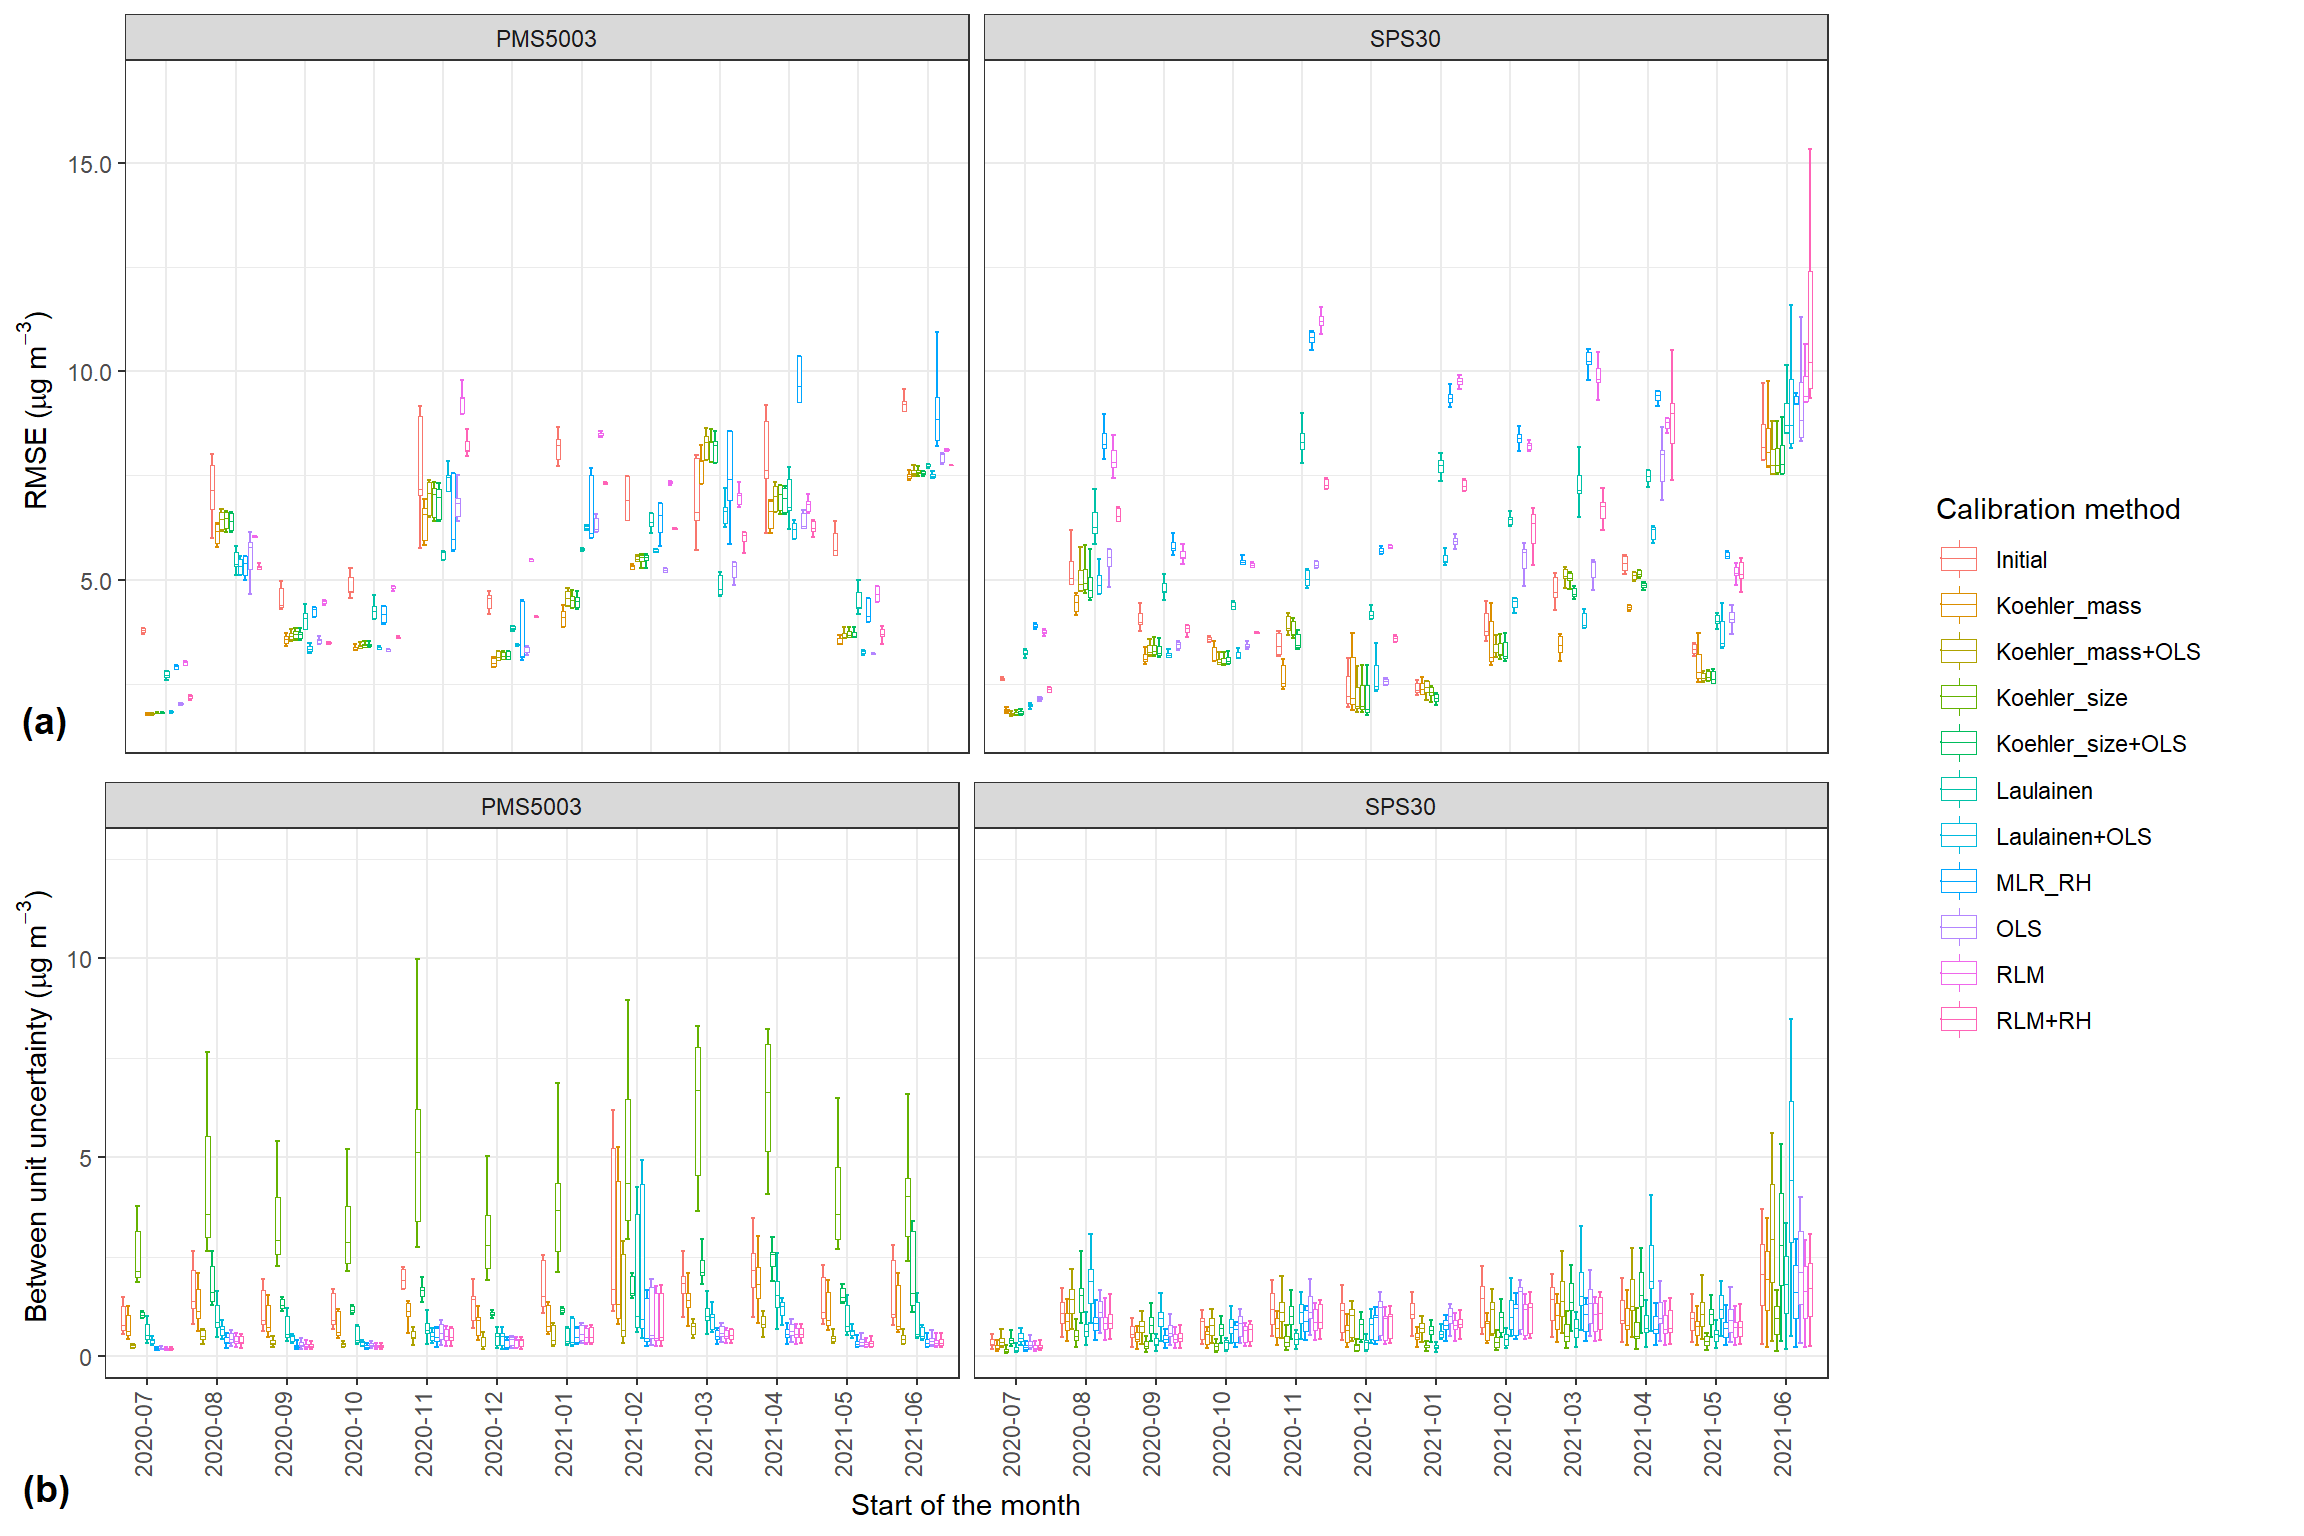 PMS5003
SPS30
RMSE (µg m⁻³)
15.0
10.0
5.0
(a)
PMS5003
SPS30
Between unit uncertainty (µg m⁻³)
10
5
0
2020-07
2020-08
2020-09
2020-10
2020-11
2020-12
2021-01
2021-02
2021-03
2021-04
2021-05
2021-06
2020-07
2020-08
2020-09
2020-10
2020-11
2020-12
2021-01
2021-02
2021-03
2021-04
2021-05
2021-06
(b)
Start of the month
Calibration method
Initial
Koehler_mass
Koehler_mass+OLS
Koehler_size
Koehler_size+OLS
Laulainen
Laulainen+OLS
MLR_RH
OLS
RLM
RLM+RH